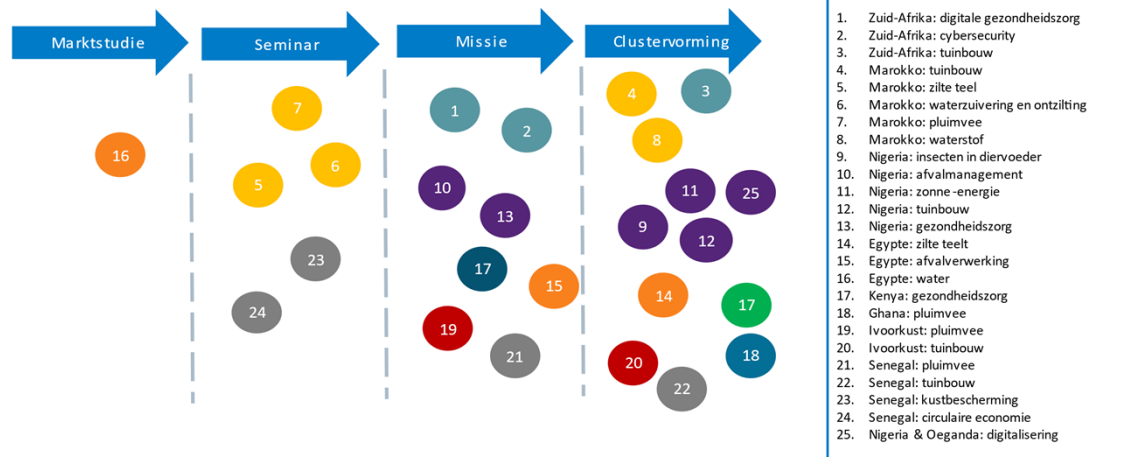 Marktstudie
Seminar
Missie
Clustervorming
16
7
6
5
23
24
1
2
10
13
17
15
19
21
4
3
8
11
25
9
12
14
17
18
20
22
1. Zuid-Afrika: digitale gezondheidszorg
2. Zuid-Afrika: cybersecurity
3. Zuid-Afrika: tuinbouw
4. Marokko: tuinbouw
5. Marokko: zilte teel
6. Marokko: waterzuivering en ontzilting
7. Marokko: pluimvee
8. Marokko: waterstof
9. Nigeria: insecten in diervoeder
10. Nigeria: afvalmanagement
11. Nigeria: zonne-energie
12. Nigeria: tuinbouw
13. Nigeria: gezondheidszorg
14. Egypte: zilte teelt
15. Egypte: afvalverwerking
16. Egypte: water
17. Kenya: gezondheidszorg
18. Ghana: pluimvee
19. Ivoorkust: pluimvee
20. Ivoorkust: tuinbouw
21. Senegal: pluimvee
22. Senegal: tuinbouw
23. Senegal: kustbescherming
24. Senegal: circulaire economie
25. Nigeria & Oeganda: digitalisering